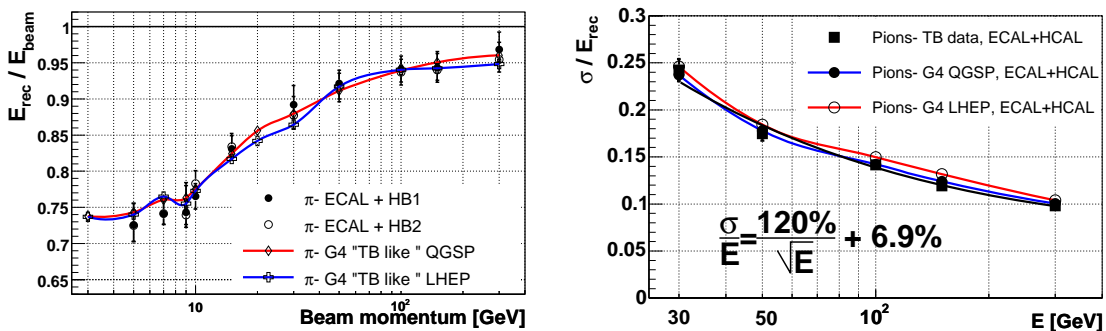 E_rec / E_beam
1
0.95
0.9
0.85
0.8
0.75
0.7
0.65
π- ECAL + HB1
π- ECAL + HB2
π- G4 "TB like " QGSP
π- G4 "TB like " LHEP
10
10²
Beam momentum [GeV]
σ / E_rec
0.3
0.25
0.2
0.15
0.1
0.05
0
Pions- TB data, ECAL+HCAL
Pions- G4 QGSP, ECAL+HCAL
Pions- G4 LHEP, ECAL+HCAL
σ/E = 120%/√E + 6.9%
30
50
10²
E [GeV]